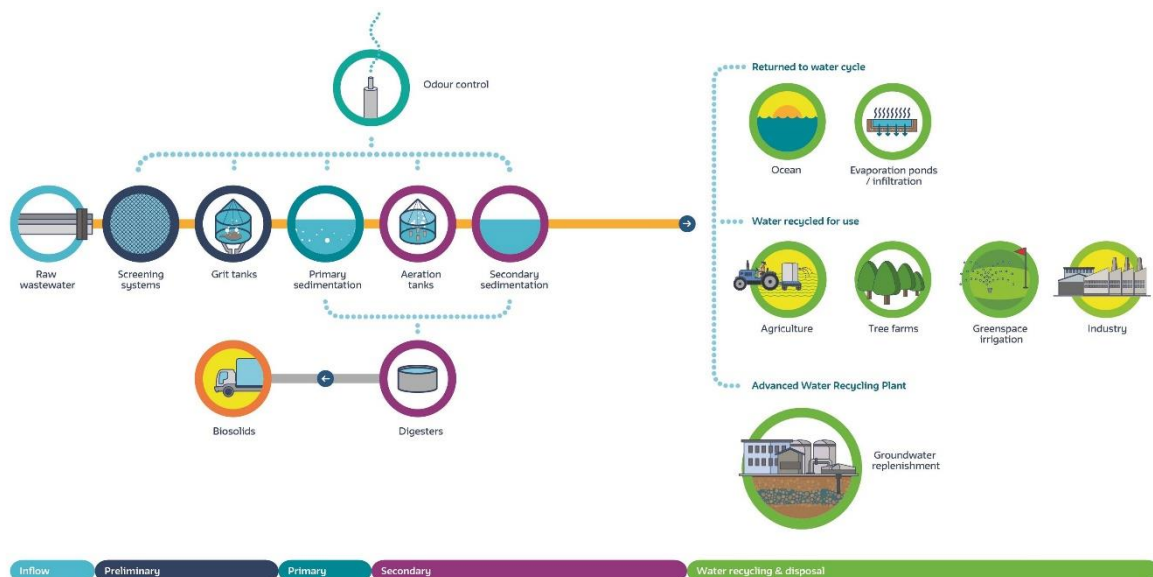 Odour control
Returned to water cycle
Ocean
Evaporation ponds
/ infiltration
Raw
wastewater
Screening
systems
Grit tanks
Primary
sedimentation
Aeration
tanks
Secondary
sedimentation
Water recycled for use
Agriculture
Tree farms
Greenspace
irrigation
Industry
Biosolids
Digesters
Advanced Water Recycling Plant
Groundwater
replenishment
Inflow
Preliminary
Primary
Secondary
Water recycling & disposal